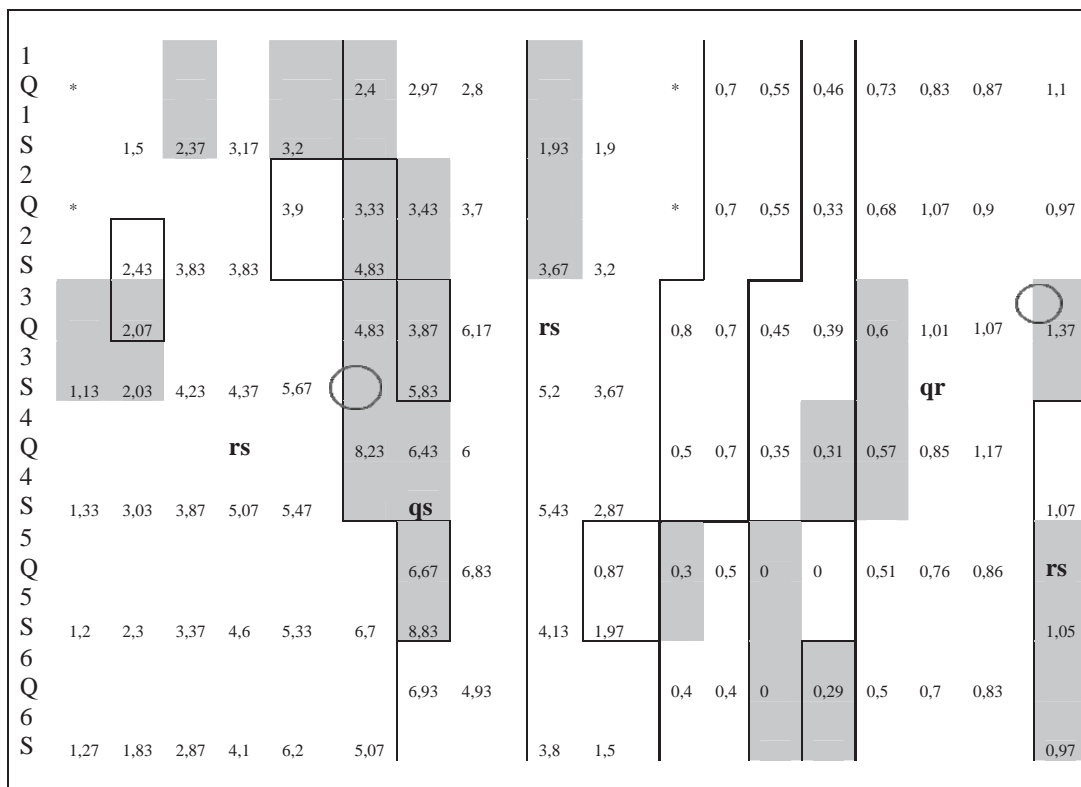 1
Q * 2,4 2,97 2,8 * 0,7 0,55 0,46 0,73 0,83 0,87 1,1
1
S 1,5 2,37 3,17 3,2 1,93 1,9
2
Q * 3,9 3,33 3,43 3,7 * 0,7 0,55 0,33 0,68 1,07 0,9 0,97
2
S 2,43 3,83 3,83 4,83 3,67 3,2
3
Q 2,07 4,83 3,87 6,17 rs 0,8 0,7 0,45 0,39 0,6 1,01 1,07 1,37
3
S 1,13 2,03 4,23 4,37 5,67 5,83 5,2 3,67 qr
4
Q rs 8,23 6,43 6 0,5 0,7 0,35 0,31 0,57 0,85 1,17
4
S 1,33 3,03 3,87 5,07 5,47 qs 5,43 2,87 1,07
5
Q 6,67 6,83 0,87 0,3 0,5 0 0 0,51 0,76 0,86 rs
5
S 1,2 2,3 3,37 4,6 5,33 6,7 8,83 4,13 1,97 1,05
6
Q 6,93 4,93 0,4 0,4 0 0,29 0,5 0,7 0,83
6
S 1,27 1,83 2,87 4,1 6,2 5,07 3,8 1,5 0,97